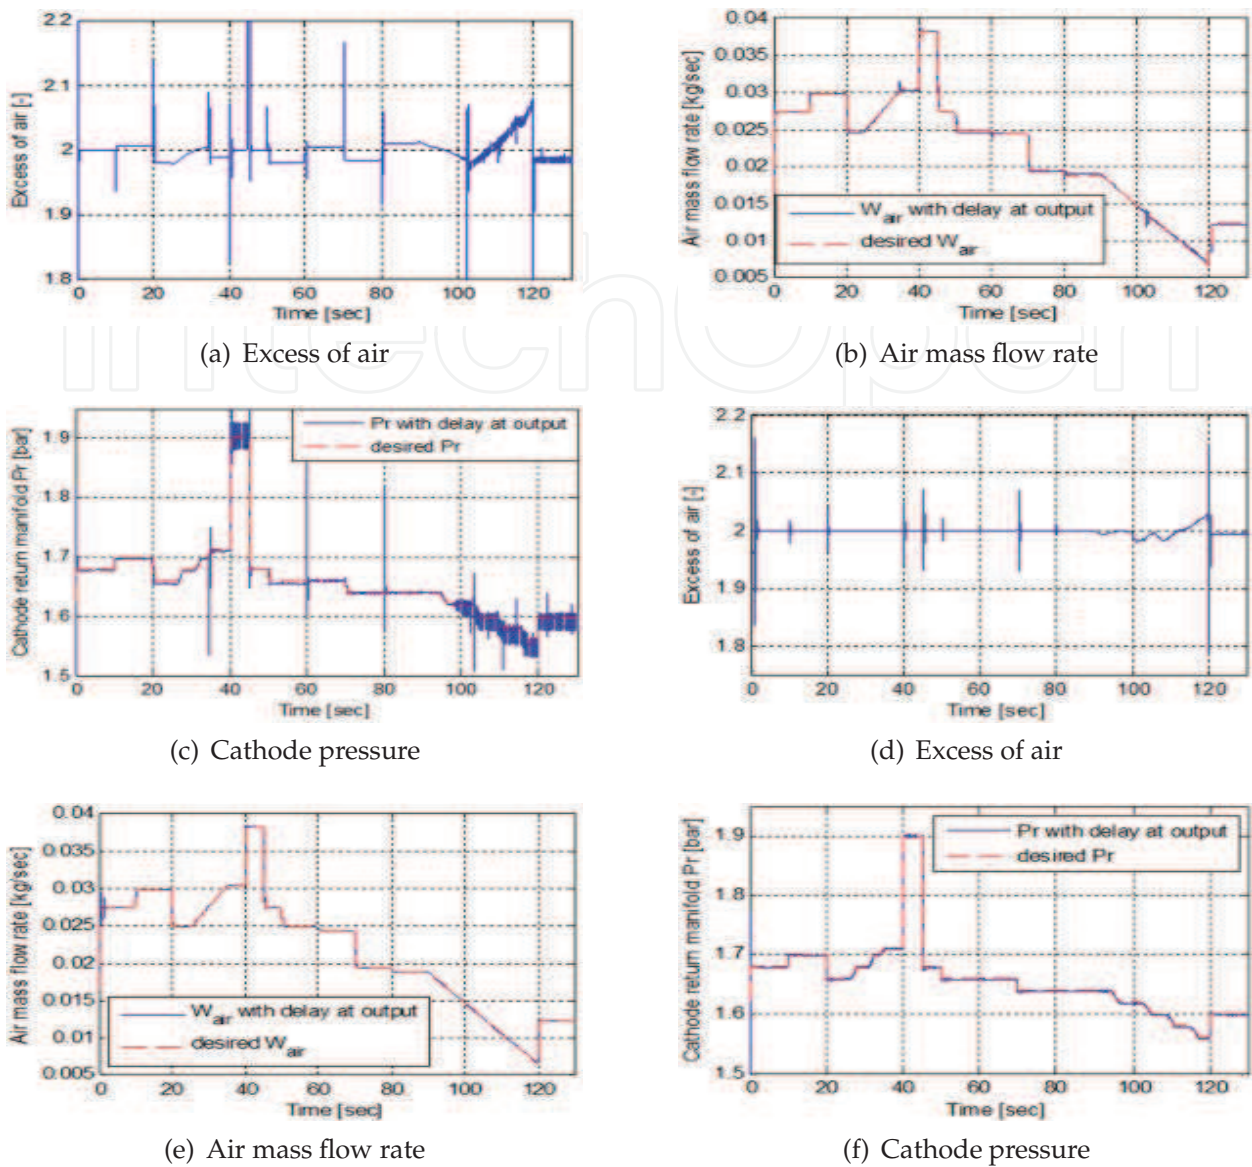 2.2
2.1
2
1.9
1.8
Excess of air [-]
0 20 40 60 80 100 120
Time [sec]
(a) Excess of air
0.04
0.035
0.03
0.025
0.02
0.015
0.01
0.005
Air mass flow rate [kg/sec]
W air with delay at output
desired W air
0 20 40 60 80 100 120
Time [sec]
(b) Air mass flow rate
intechopen
1.9
1.8
1.7
1.6
1.5
Cathode return manifold Pr [bar]
Pr with delay at output
desired Pr
0 20 40 60 80 100 120
Time [sec]
(c) Cathode pressure
2.2
2.1
2
1.9
1.8
Excess of air [-]
0 20 40 60 80 100 120
Time [sec]
(d) Excess of air
0.04
0.035
0.03
0.025
0.02
0.015
0.01
0.005
Air mass flow rate [kg/sec]
W air with delay at output
desired W air
0 20 40 60 80 100 120
Time [sec]
(e) Air mass flow rate
1.9
1.8
1.7
1.6
1.5
Cathode return manifold Pr [bar]
Pr with delay at output
desired Pr
0 20 40 60 80 100 120
Time [sec]
(f) Cathode pressure